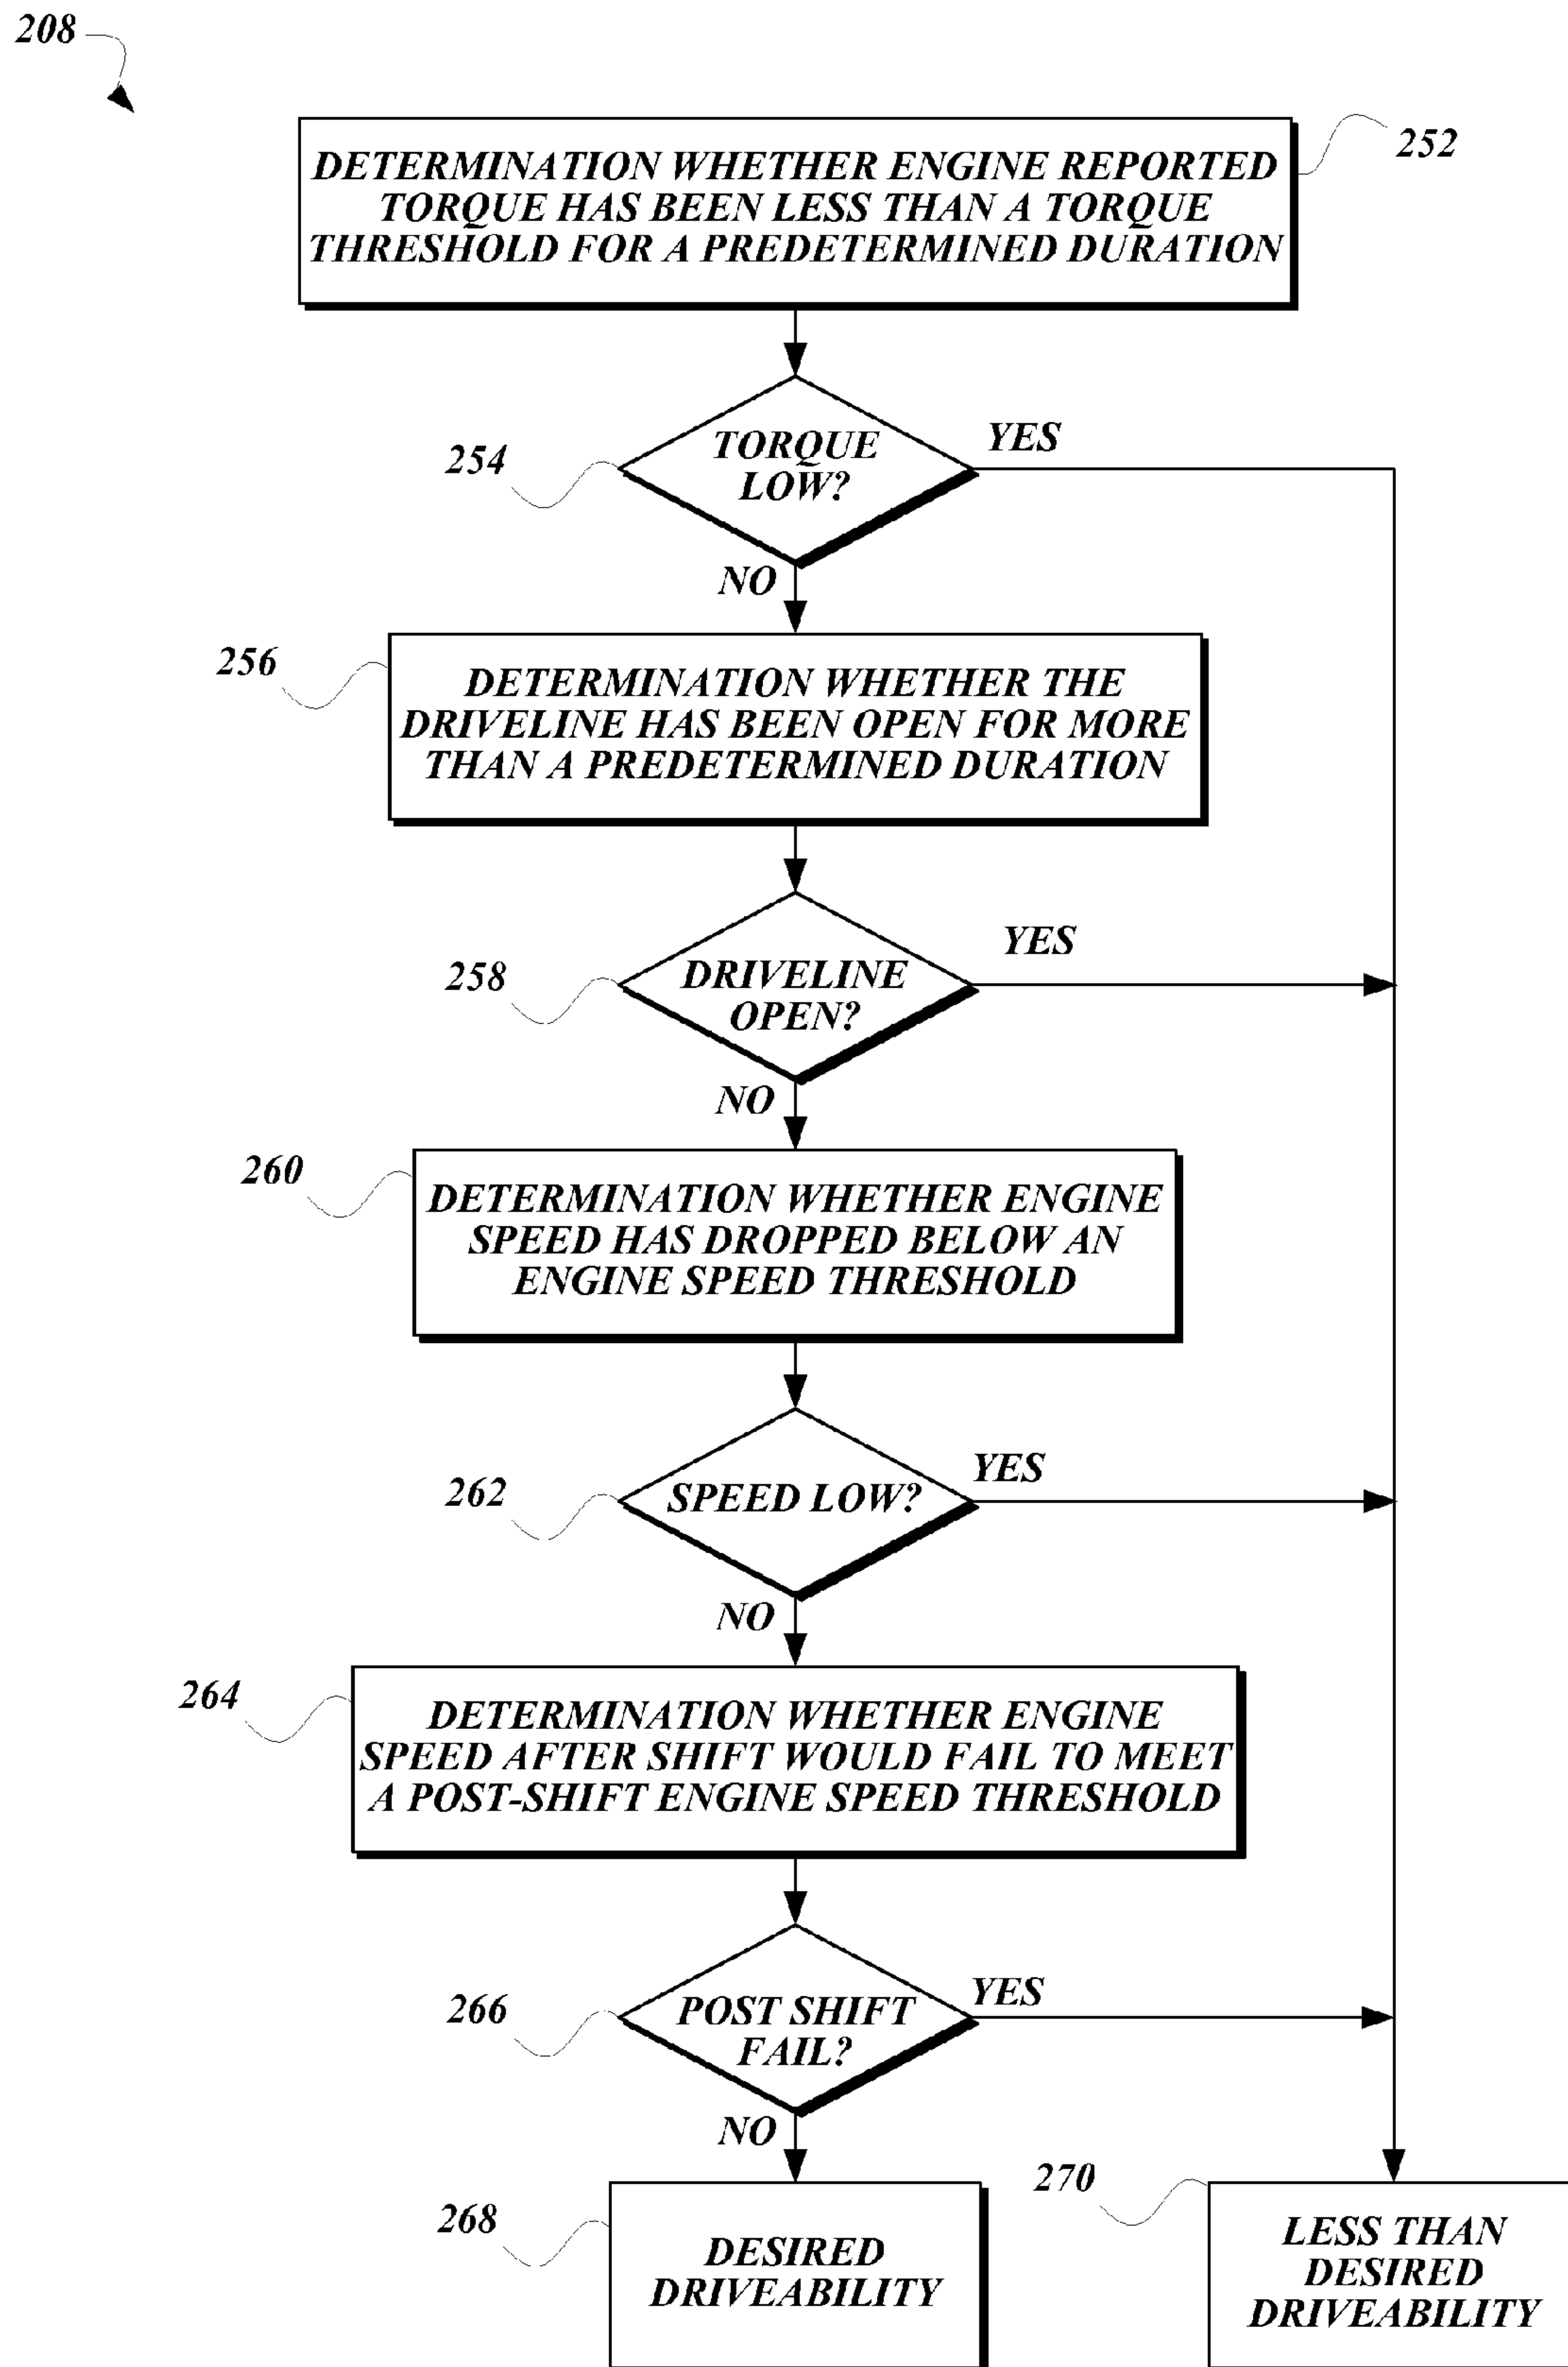 208
252
DETERMINATION WHETHER ENGINE REPORTED
TORQUE HAS BEEN LESS THAN A TORQUE
THRESHOLD FOR A PREDETERMINED DURATION
254
TORQUE
LOW?
YES
NO
256
DETERMINATION WHETHER THE
DRIVELINE HAS BEEN OPEN FOR MORE
THAN A PREDETERMINED DURATION
258
DRIVELINE
OPEN?
YES
NO
260
DETERMINATION WHETHER ENGINE
SPEED HAS DROPPED BELOW AN
ENGINE SPEED THRESHOLD
262
SPEED LOW?
YES
NO
264
DETERMINATION WHETHER ENGINE
SPEED AFTER SHIFT WOULD FAIL TO MEET
A POST-SHIFT ENGINE SPEED THRESHOLD
266
POST SHIFT
FAIL?
YES
NO
268
DESIRED
DRIVEABILITY
270
LESS THAN
DESIRED
DRIVEABILITY